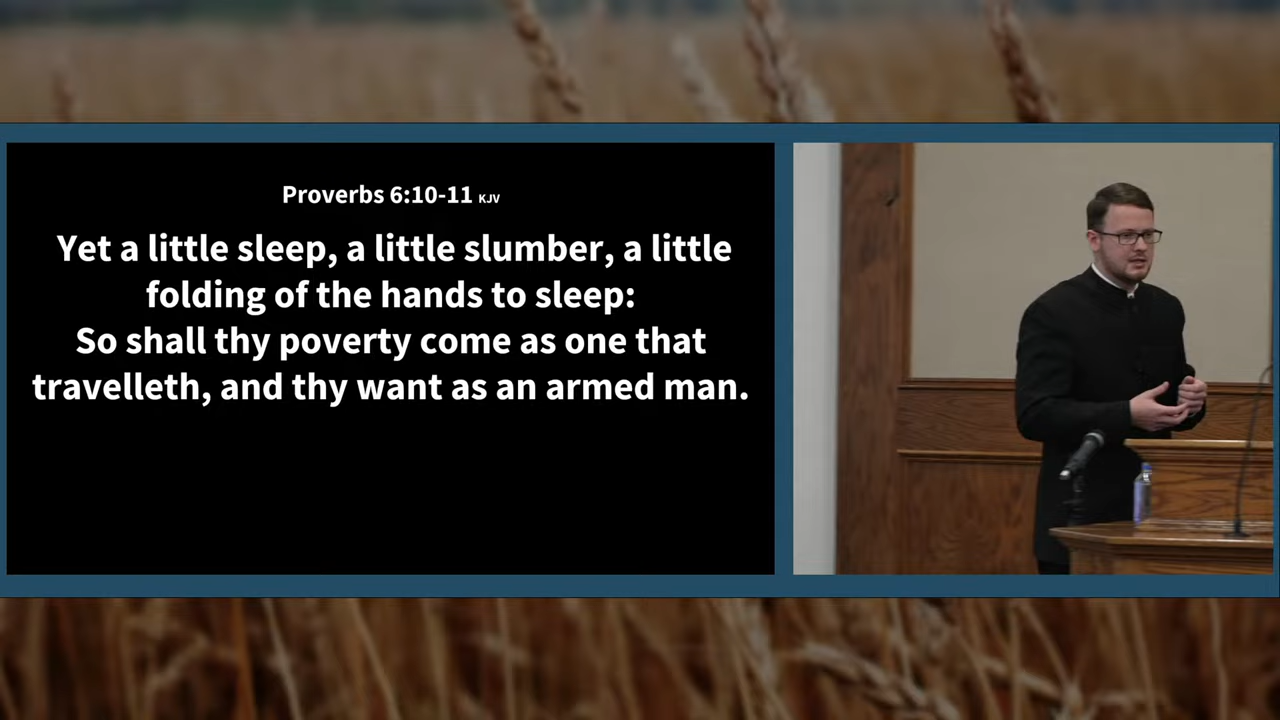 Proverbs 6:10-11 KJV
Yet a little sleep, a little slumber, a little
folding of the hands to sleep:
So shall thy poverty come as one that
travelleth, and thy want as an armed man.